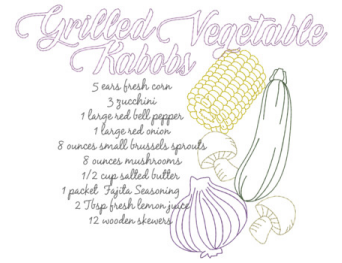 Grilled Vegetable
Kabobs
5 ears fresh corn
3 zucchini
1 large red bell pepper
1 large red onion
8 ounces small brussels sprouts
8 ounces mushrooms
1/2 cup salted butter
1 packet Fajita Seasoning
2 Tbsp fresh lemon juice
12 wooden skewers